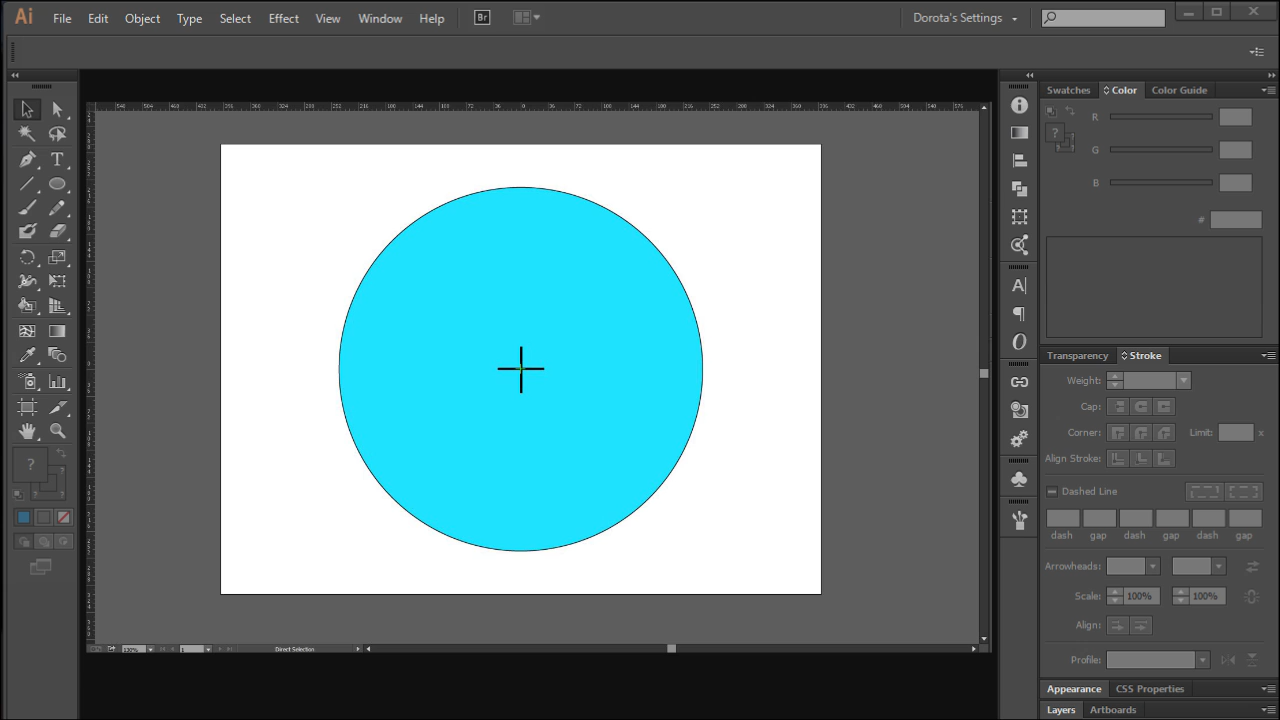 Ai File Edit Object Type Select Effect View Window Help Br Dorota's Settings
Swatches Color Color Guide
R
?
G
B
#
T
A
Transparency Stroke
Weight:
Cap:
Corner: Limit: x
Align Stroke:
?
Dashed Line
dash gap dash gap dash gap
Arrowheads:
Scale: 100% 100%
Align:
Direct Selection
Profile:
Appearance CSS Properties
Layers Artboards